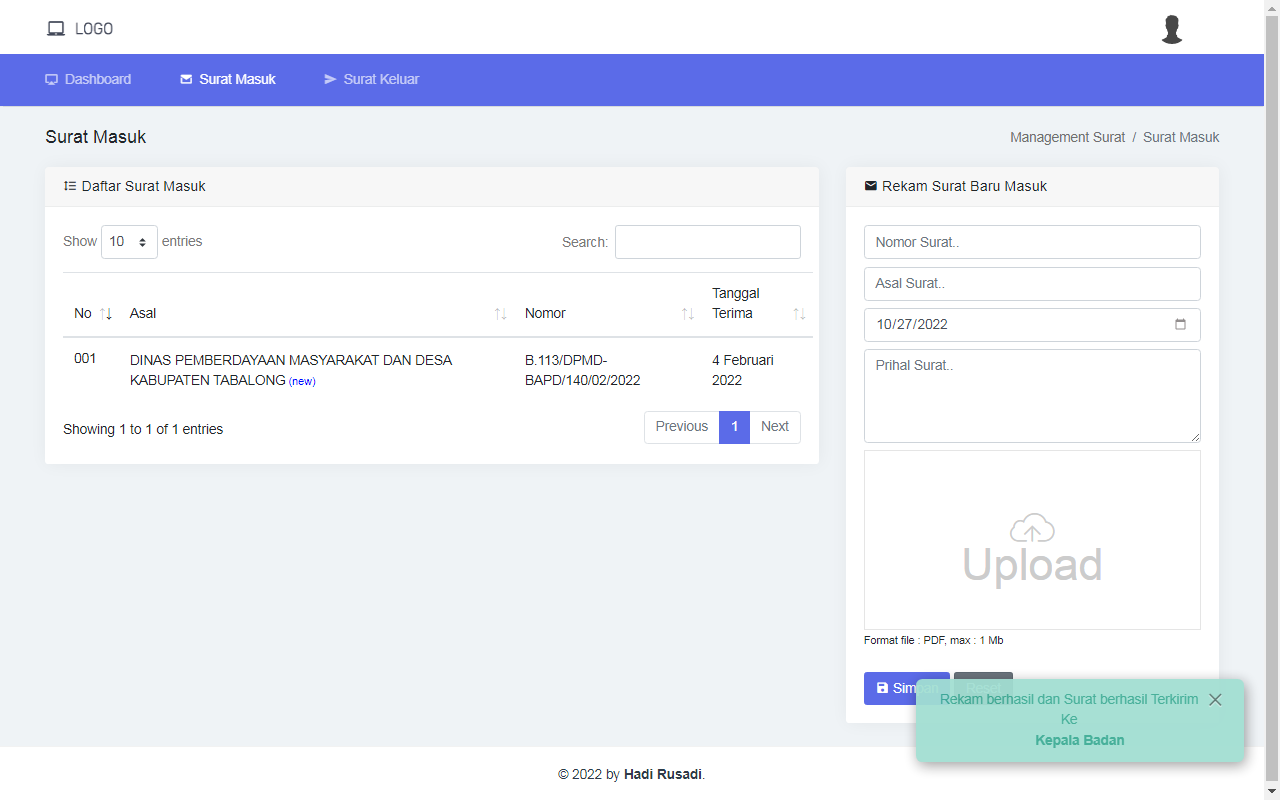 LOGO
Dashboard
Surat Masuk
Surat Keluar
Surat Masuk
Management Surat / Surat Masuk
Daftar Surat Masuk
Show 10 entries
Search:
No
Asal
Nomor
Tanggal
Terima
001
DINAS PEMBERDAYAAN MASYARAKAT DAN DESA
KABUPATEN TABALONG (new)
B.113/DPMD-
BAPD/140/02/2022
4 Februari
2022
Showing 1 to 1 of 1 entries
Previous
1
Next
Rekam Surat Baru Masuk
Nomor Surat..
Asal Surat..
10/27/2022
Prihal Surat..
Upload
Format file : PDF, max : 1 Mb
Simpan
Reset
Rekam berhasil dan Surat berhasil Terkirim
Ke
Kepala Badan
© 2022 by Hadi Rusadi.